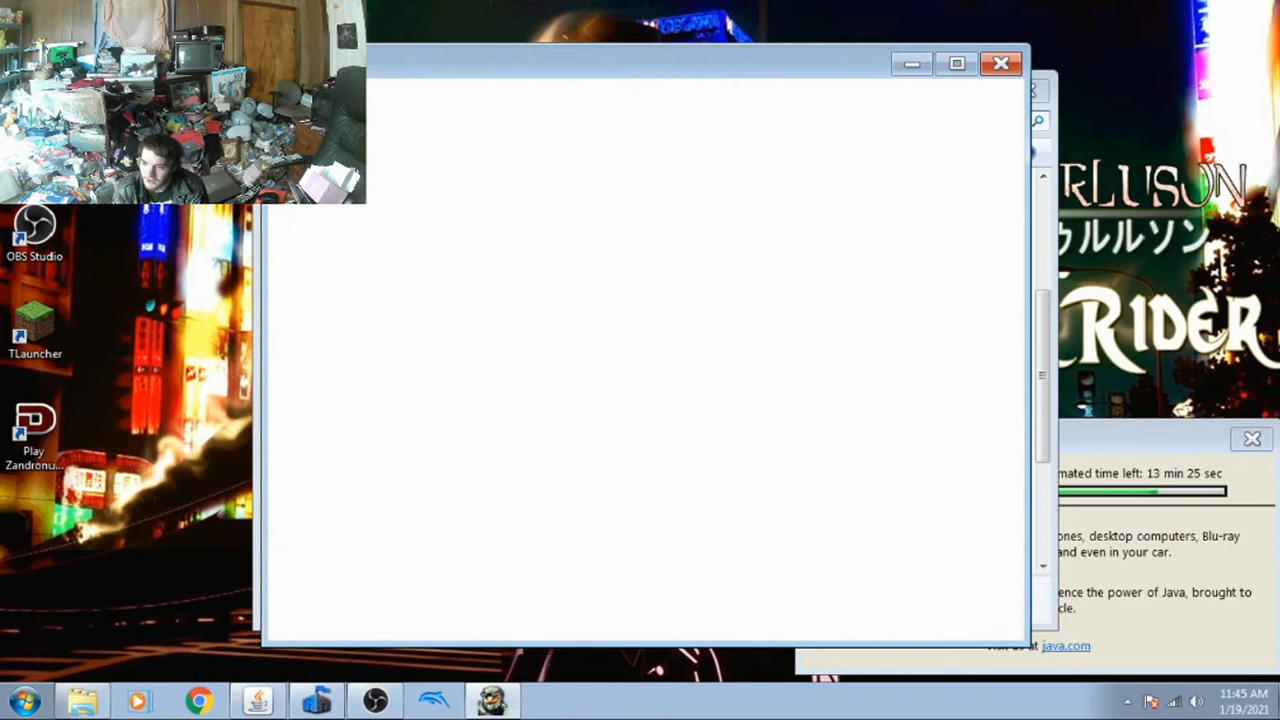 RLUSON
ゥルルソン
RIDER
OBS Studio
TLauncher
Play
Zandronu...
mated time left: 13 min 25 sec
ones, desktop computers, Blu-ray
and even in your car.
ence the power of Java, brought to
cle.
java.com
11:45 AM
1/19/2021